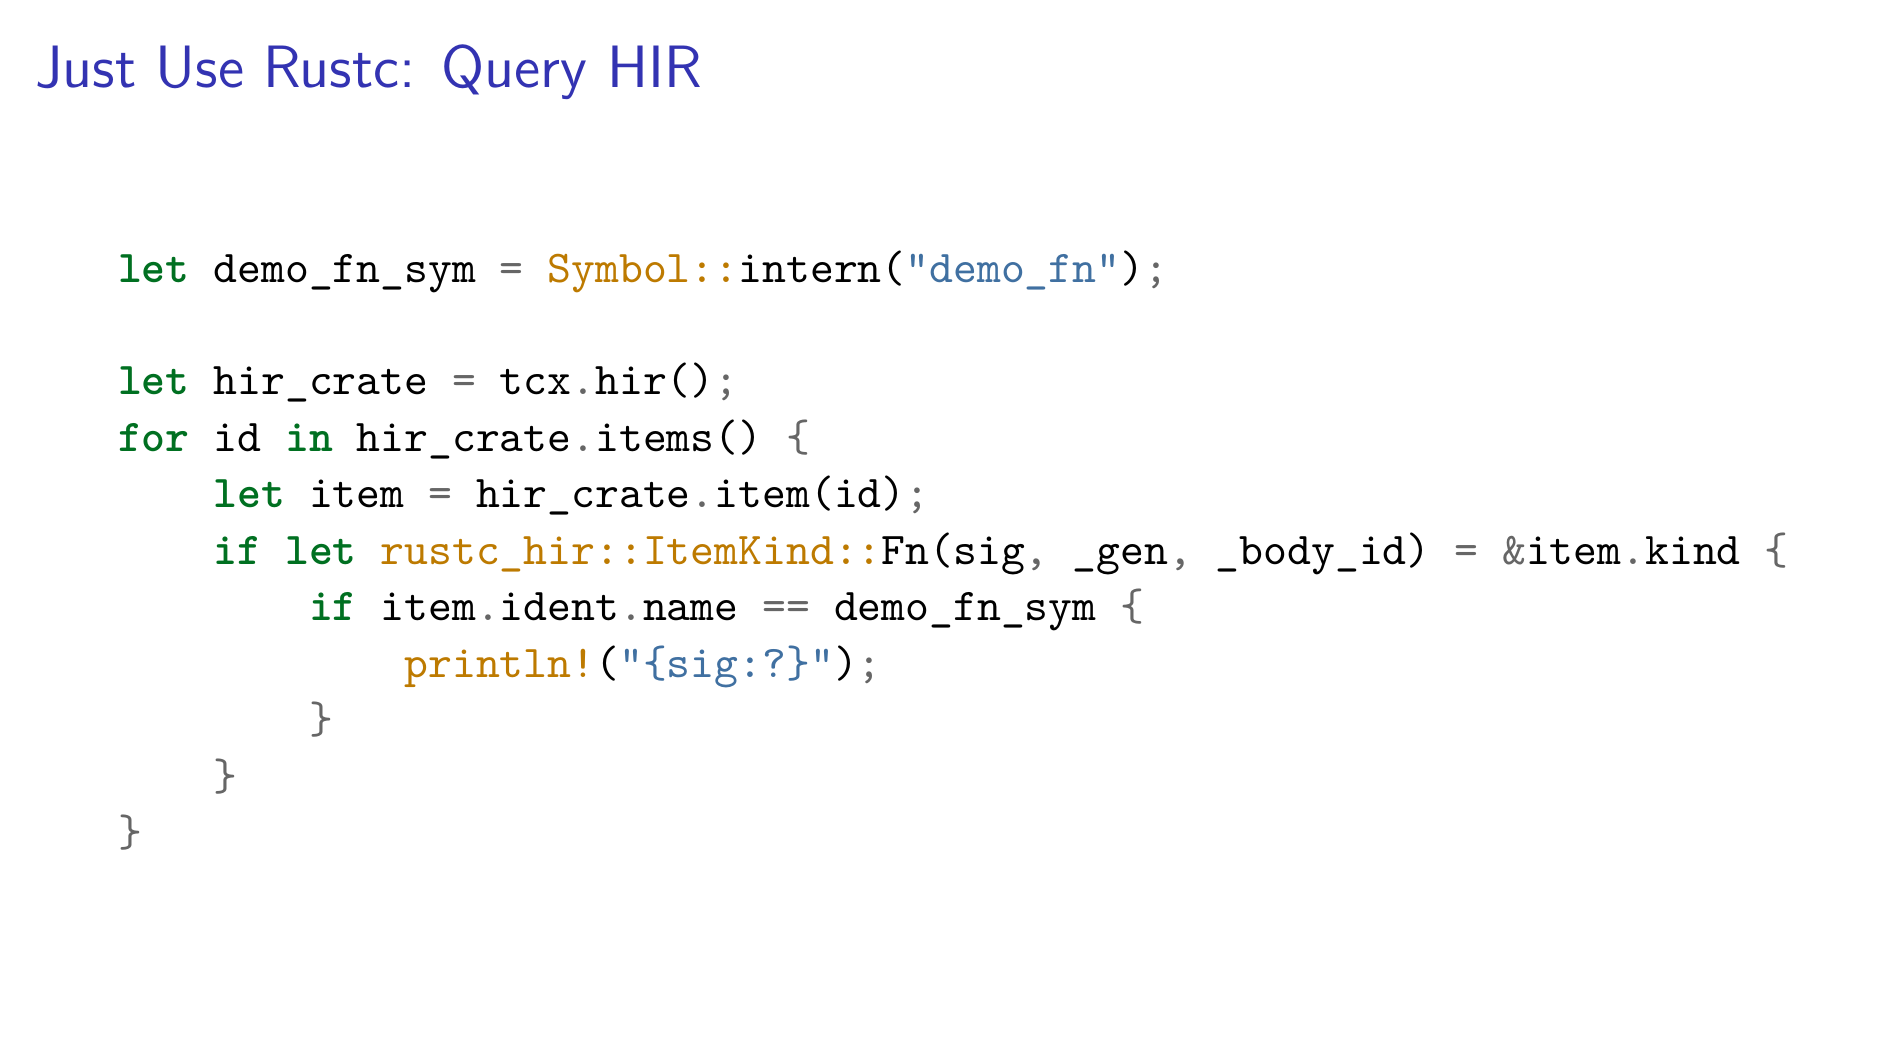 Just Use Rustc: Query HIR
let demo_fn_sym = Symbol::intern("demo_fn");
let hir_crate = tcx.hir();
for id in hir_crate.items() {
    let item = hir_crate.item(id);
    if let rustc_hir::ItemKind::Fn(sig, _gen, _body_id) = &item.kind {
        if item.ident.name == demo_fn_sym {
            println!("{sig:?}");
        }
    }
}